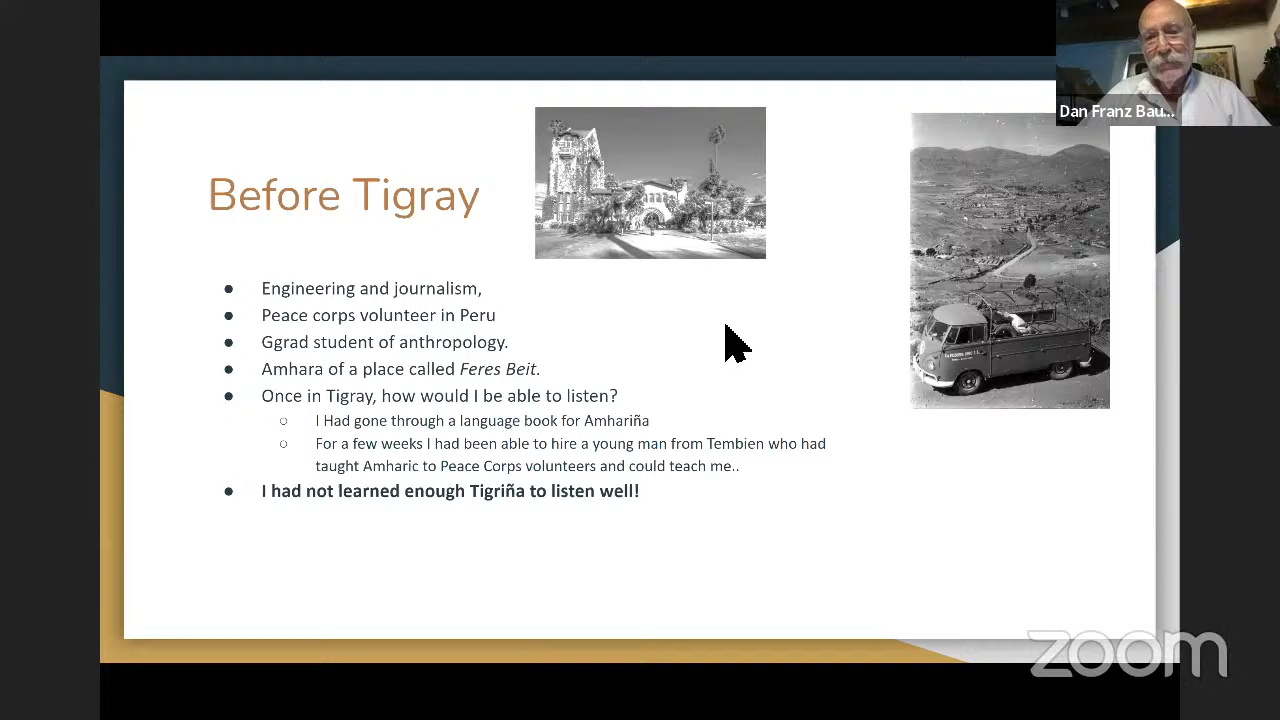 Dan Franz Bau...
Before Tigray
● Engineering and journalism,
● Peace corps volunteer in Peru
● Ggrad student of anthropology.
● Amhara of a place called Feres Beit.
● Once in Tigray, how would I be able to listen?
○ I Had gone through a language book for Amhariña
○ For a few weeks I had been able to hire a young man from Tembien who had
taught Amharic to Peace Corps volunteers and could teach me..
● I had not learned enough Tigriña to listen well!
zoom